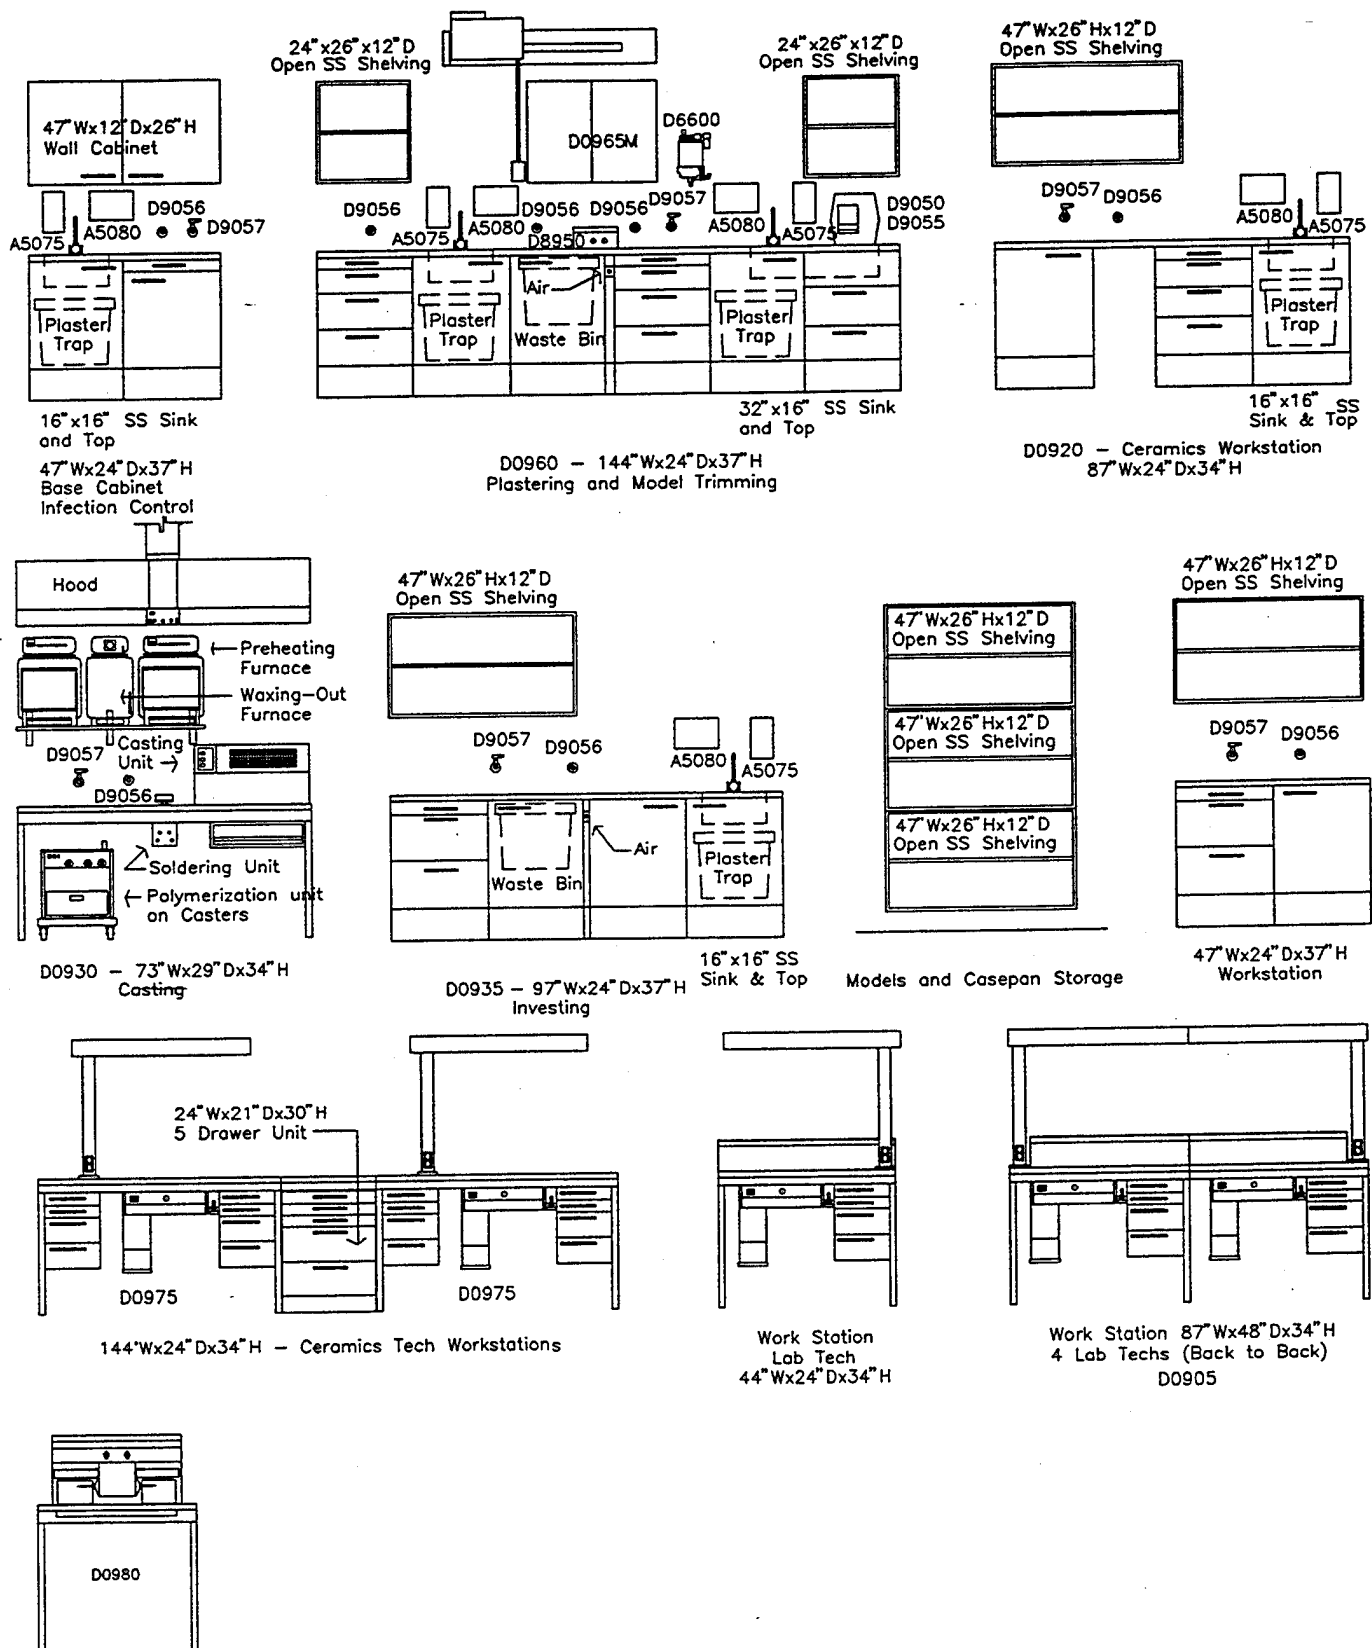 47"Wx12"Dx26"H
Wall Cabinet
A5075
A5080
D9056
D9057
Plaster
Trap
16"x16" SS Sink
and Top
47"Wx24"Dx37"H
Base Cabinet
Infection Control
24"x26"x12"D
Open SS Shelving
D0965M
D6600
24"x26"x12"D
Open SS Shelving
D9056
A5075
A5080
D9056
D8950
D9056
D9057
A5080
A5075
D9050
D9055
Plaster
Trap
Air
Waste Bin
Plaster
Trap
32"x16" SS Sink
and Top
D0960 – 144"Wx24"Dx37"H
Plastering and Model Trimming
47"Wx26"Hx12"D
Open SS Shelving
D9057
D9056
A5080
A5075
Plaster
Trap
16"x16" SS
Sink & Top
D0920 – Ceramics Workstation
87"Wx24"Dx34"H
Hood
Preheating
Furnace
Waxing-Out
Furnace
D9057
Casting
Unit
D9056
Soldering Unit
Polymerization unit
on Casters
D0930 – 73"Wx29"Dx34"H
Casting
47"Wx26"Hx12"D
Open SS Shelving
D9057
D9056
A5080
A5075
Waste Bin
Air
Plaster
Trap
16"x16" SS
Sink & Top
D0935 – 97"Wx24"Dx37"H
Investing
47"Wx26"Hx12"D
Open SS Shelving
47"Wx26"Hx12"D
Open SS Shelving
47"Wx26"Hx12"D
Open SS Shelving
Models and Casepan Storage
47"Wx26"Hx12"D
Open SS Shelving
D9057
D9056
47"Wx24"Dx37"H
Workstation
24"Wx21"Dx30"H
5 Drawer Unit
D0975
D0975
144"Wx24"Dx34"H – Ceramics Tech Workstations
Work Station
Lab Tech
44"Wx24"Dx34"H
Work Station 87"Wx48"Dx34"H
4 Lab Techs (Back to Back)
D0905
D0980